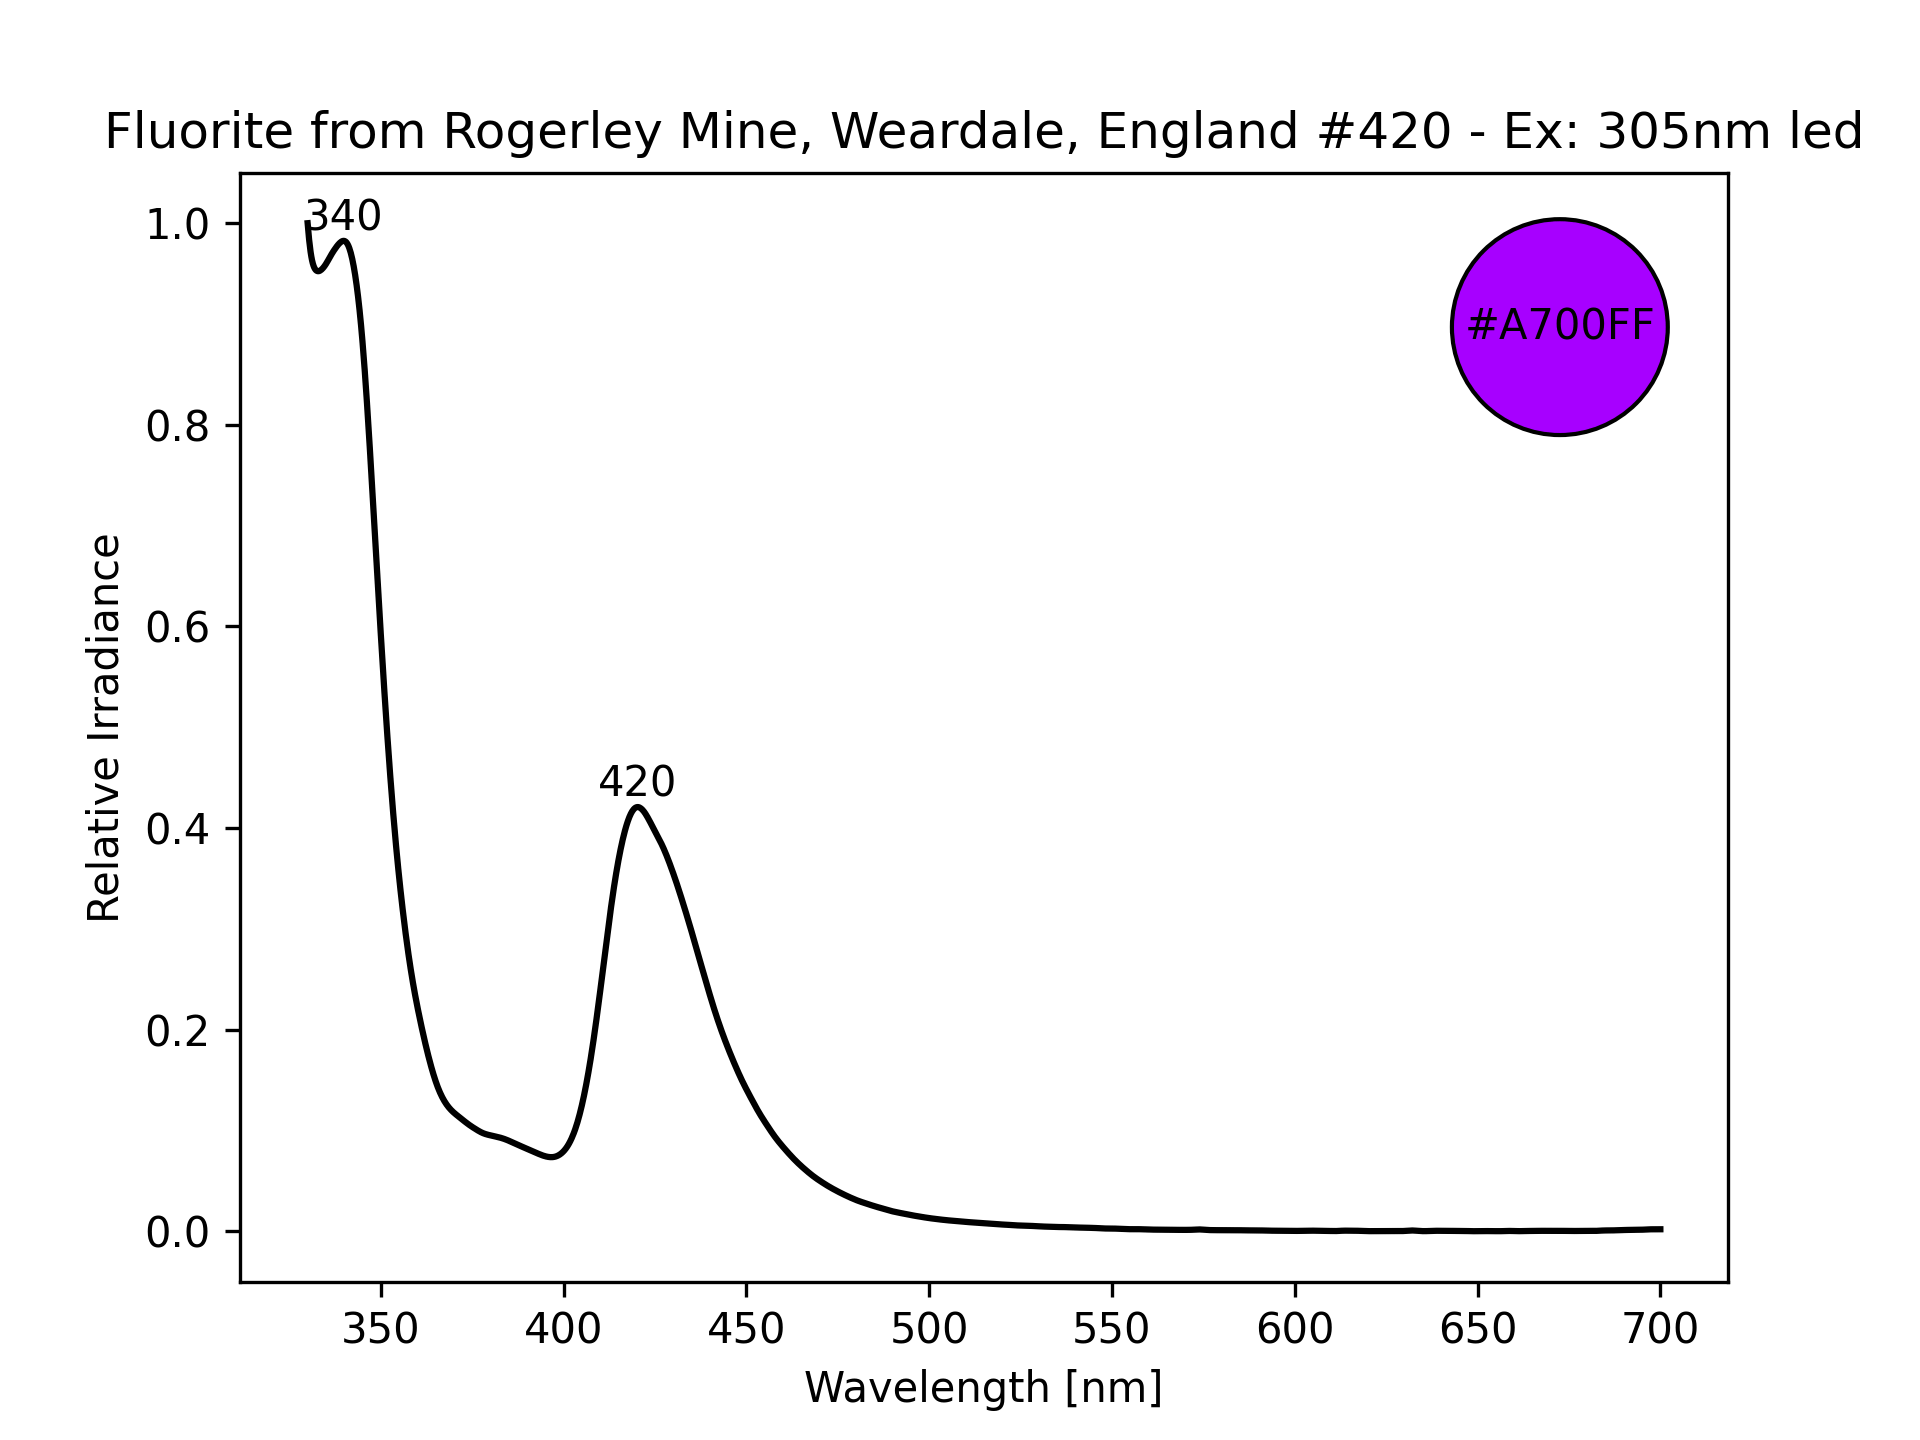 Fluorite from Rogerley Mine, Weardale, England #420 - Ex: 305nm led
340
420
#A700FF
1.0
0.8
0.6
0.4
0.2
0.0
Relative Irradiance
350 400 450 500 550 600 650 700
Wavelength [nm]